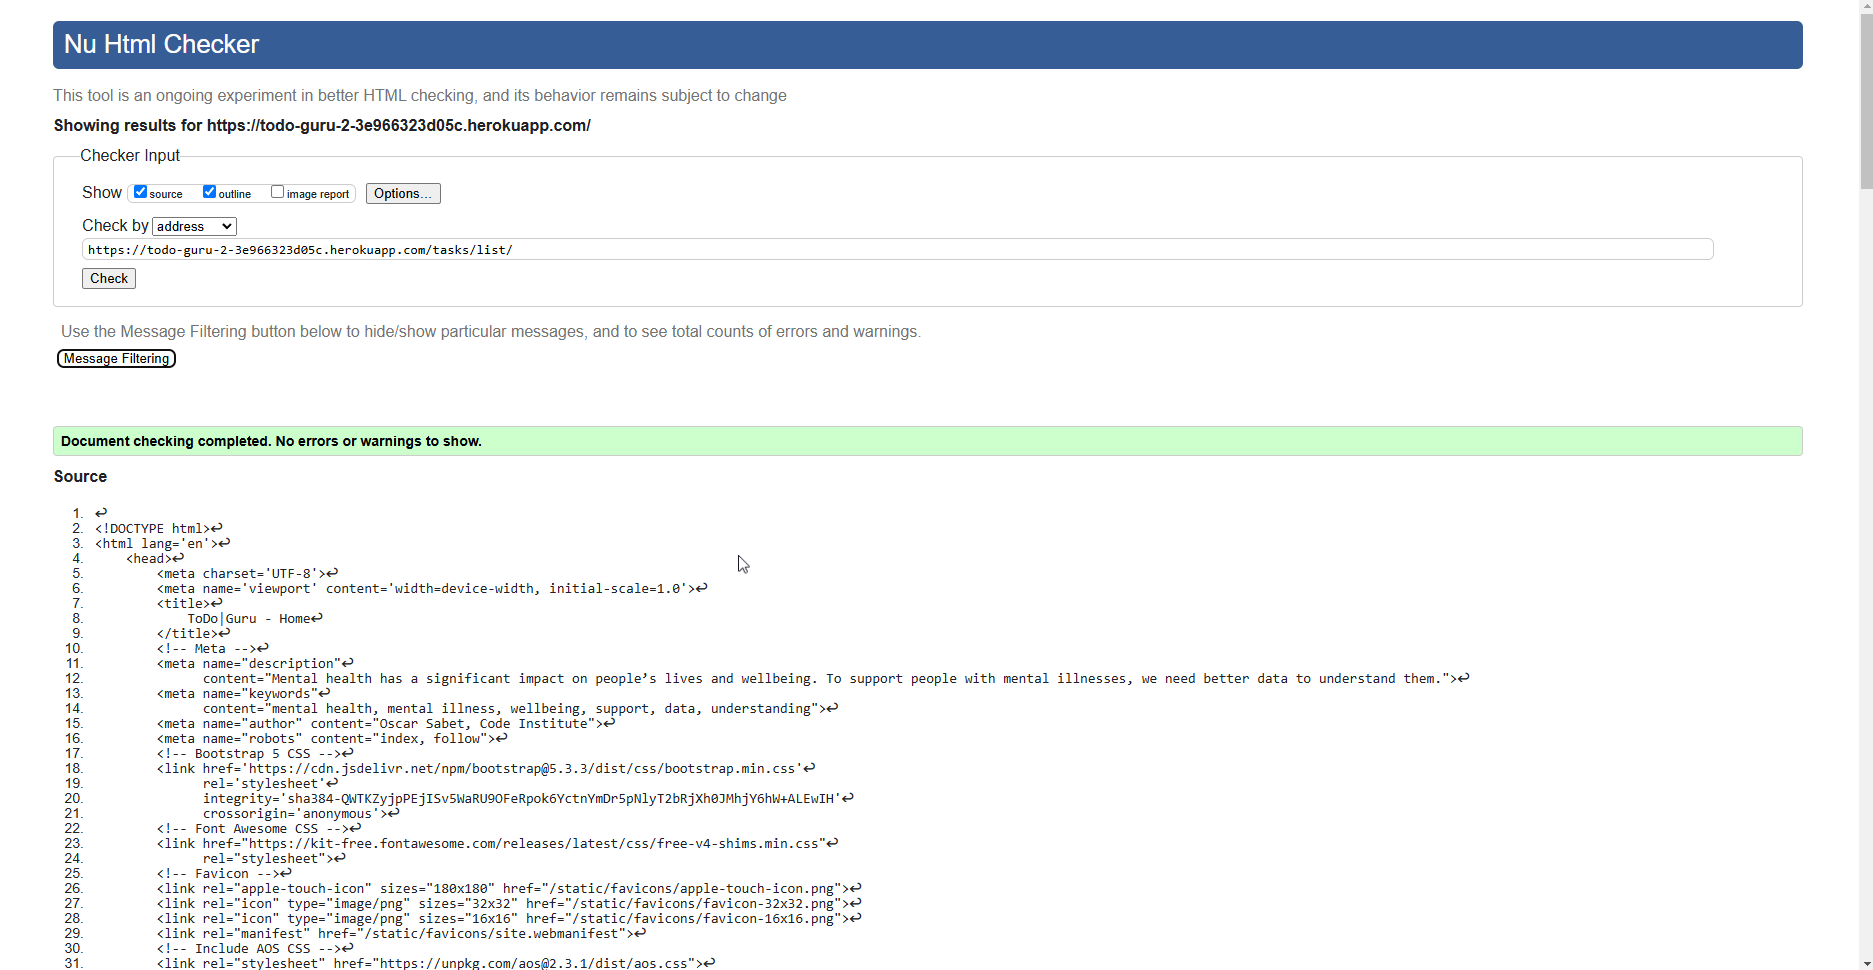 Nu Html Checker
This tool is an ongoing experiment in better HTML checking, and its behavior remains subject to change
Showing results for https://todo-guru-2-3e966323d05c.herokuapp.com/
Checker Input
Show source outline image report Options...
Check by address
https://todo-guru-2-3e966323d05c.herokuapp.com/tasks/list/
Check
Use the Message Filtering button below to hide/show particular messages, and to see total counts of errors and warnings.
Message Filtering
Document checking completed. No errors or warnings to show.
Source
1. ↩
2. <!DOCTYPE html>↩
3. <html lang='en'>↩
4. <head>↩
5. <meta charset='UTF-8'>↩
6. <meta name='viewport' content='width=device-width, initial-scale=1.0'>↩
7. <title>↩
8. ToDo|Guru - Home↩
9. </title>↩
10. <!-- Meta -->↩
11. <meta name="description"↩
12. content="Mental health has a significant impact on people’s lives and wellbeing. To support people with mental illnesses, we need better data to understand them.">↩
13. <meta name="keywords"↩
14. content="mental health, mental illness, wellbeing, support, data, understanding">↩
15. <meta name="author" content="Oscar Sabet, Code Institute">↩
16. <meta name="robots" content="index, follow">↩
17. <!-- Bootstrap 5 CSS -->↩
18. <link href='https://cdn.jsdelivr.net/npm/bootstrap@5.3.3/dist/css/bootstrap.min.css'↩
19. rel='stylesheet'↩
20. integrity='sha384-QWTKZyjpPEjISv5WaRU9OFeRpok6YctnYmDr5pNlyT2bRjXh0JMhjY6hW+ALEwIH'↩
21. crossorigin='anonymous'>↩
22. <!-- Font Awesome CSS -->↩
23. <link href="https://kit-free.fontawesome.com/releases/latest/css/free-v4-shims.min.css"↩
24. rel="stylesheet">↩
25. <!-- Favicon -->↩
26. <link rel="apple-touch-icon" sizes="180x180" href="/static/favicons/apple-touch-icon.png">↩
27. <link rel="icon" type="image/png" sizes="32x32" href="/static/favicons/favicon-32x32.png">↩
28. <link rel="icon" type="image/png" sizes="16x16" href="/static/favicons/favicon-16x16.png">↩
29. <link rel="manifest" href="/static/favicons/site.webmanifest">↩
30. <!-- Include AOS CSS -->↩
31. <link rel="stylesheet" href="https://unpkg.com/aos@2.3.1/dist/aos.css">↩